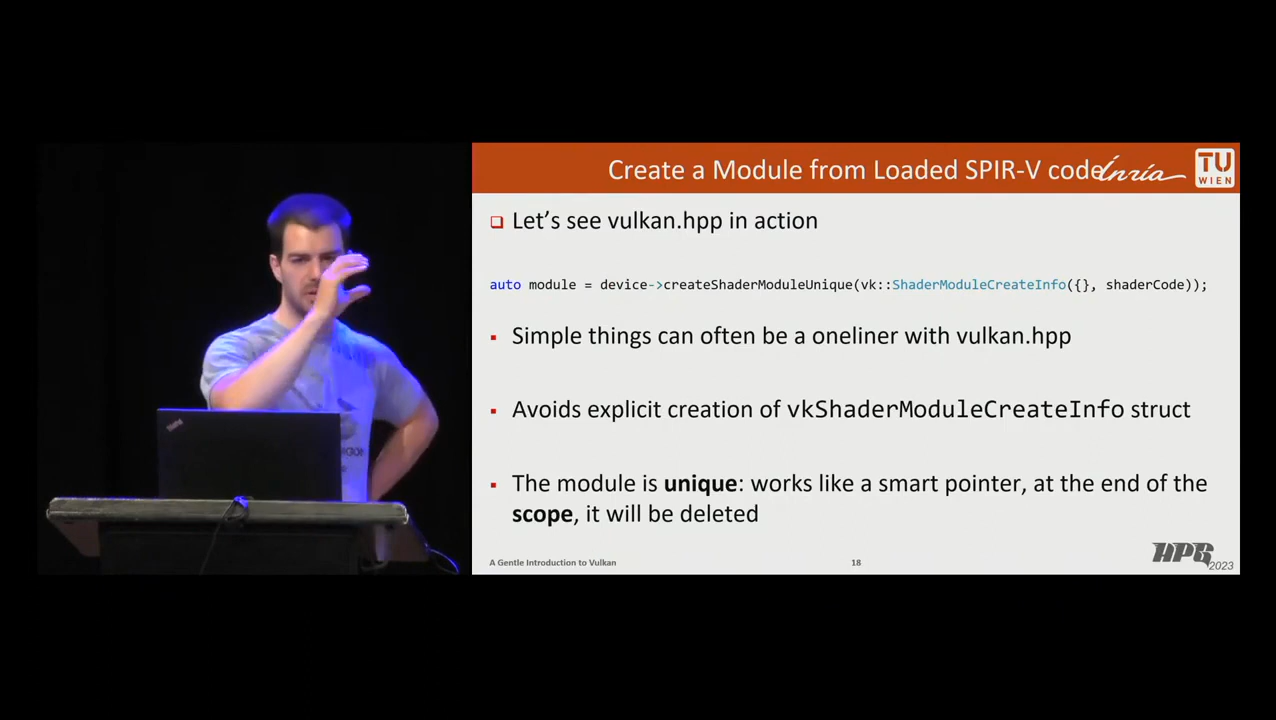 Create a Module from Loaded SPIR-V code
Inria
TU
WIEN
Let's see vulkan.hpp in action
auto module = device->createShaderModuleUnique(vk::ShaderModuleCreateInfo({}, shaderCode));
Simple things can often be a oneliner with vulkan.hpp
Avoids explicit creation of vkShaderModuleCreateInfo struct
The module is unique: works like a smart pointer, at the end of the
scope, it will be deleted
A Gentle Introduction to Vulkan
18
HPG
2023